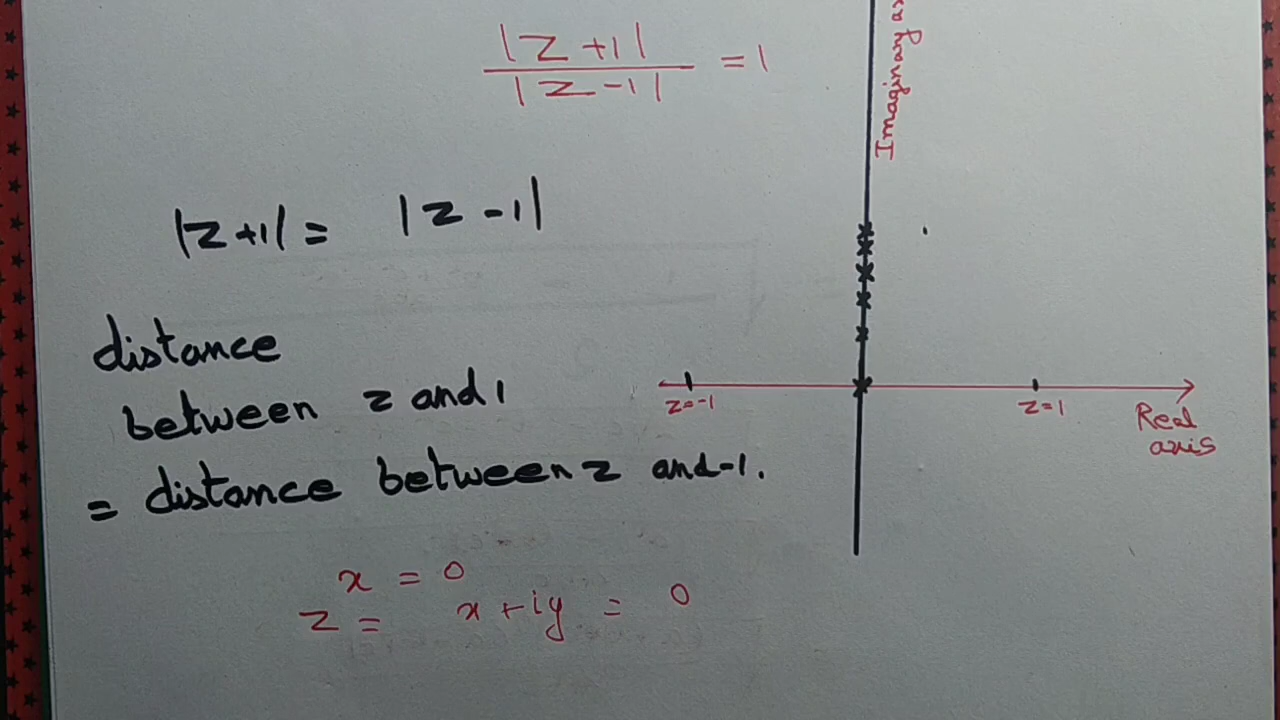 |z+1|
——— = 1
|z-1|
|z+1| = |z-1|
distance
between z and 1
= distance between z and -1.
x = 0
z = x+iy = 0
Imaginary
z=-1
z=1
Real
axis